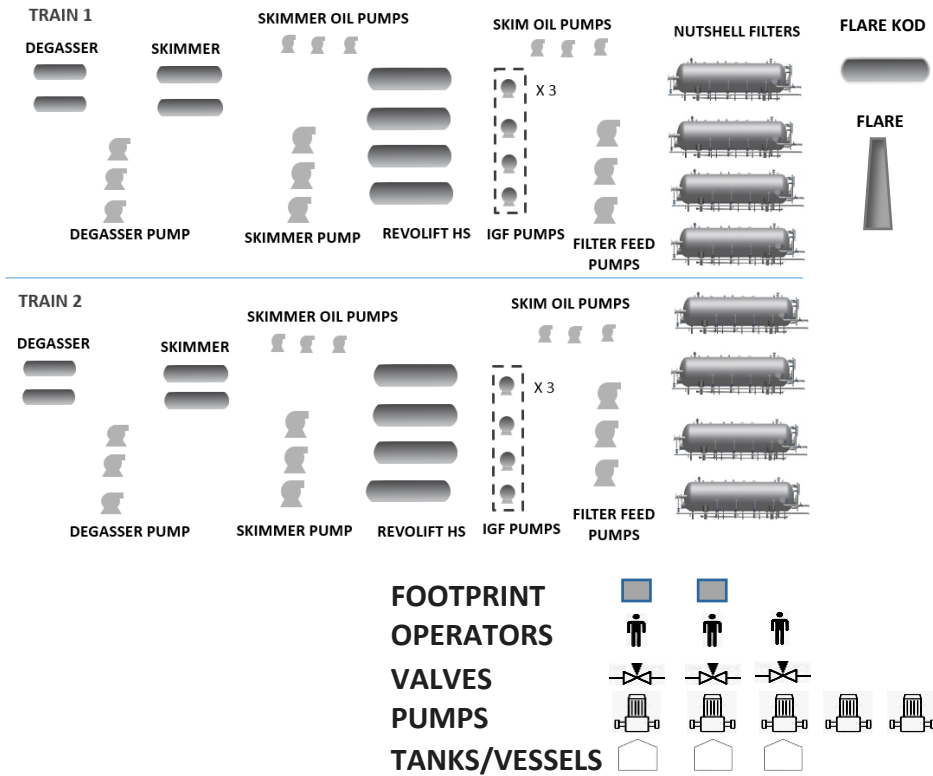 TRAIN 1
SKIMMER OIL PUMPS
SKIM OIL PUMPS
NUTSHELL FILTERS
FLARE KOD
DEGASSER
SKIMMER
X 3
FLARE
DEGASSER PUMP
SKIMMER PUMP
REVOLIFT HS
IGF PUMPS
FILTER FEED
PUMPS
TRAIN 2
SKIMMER OIL PUMPS
SKIM OIL PUMPS
DEGASSER
SKIMMER
X 3
DEGASSER PUMP
SKIMMER PUMP
REVOLIFT HS
IGF PUMPS
FILTER FEED
PUMPS
FOOTPRINT
OPERATORS
VALVES
PUMPS
TANKS/VESSELS